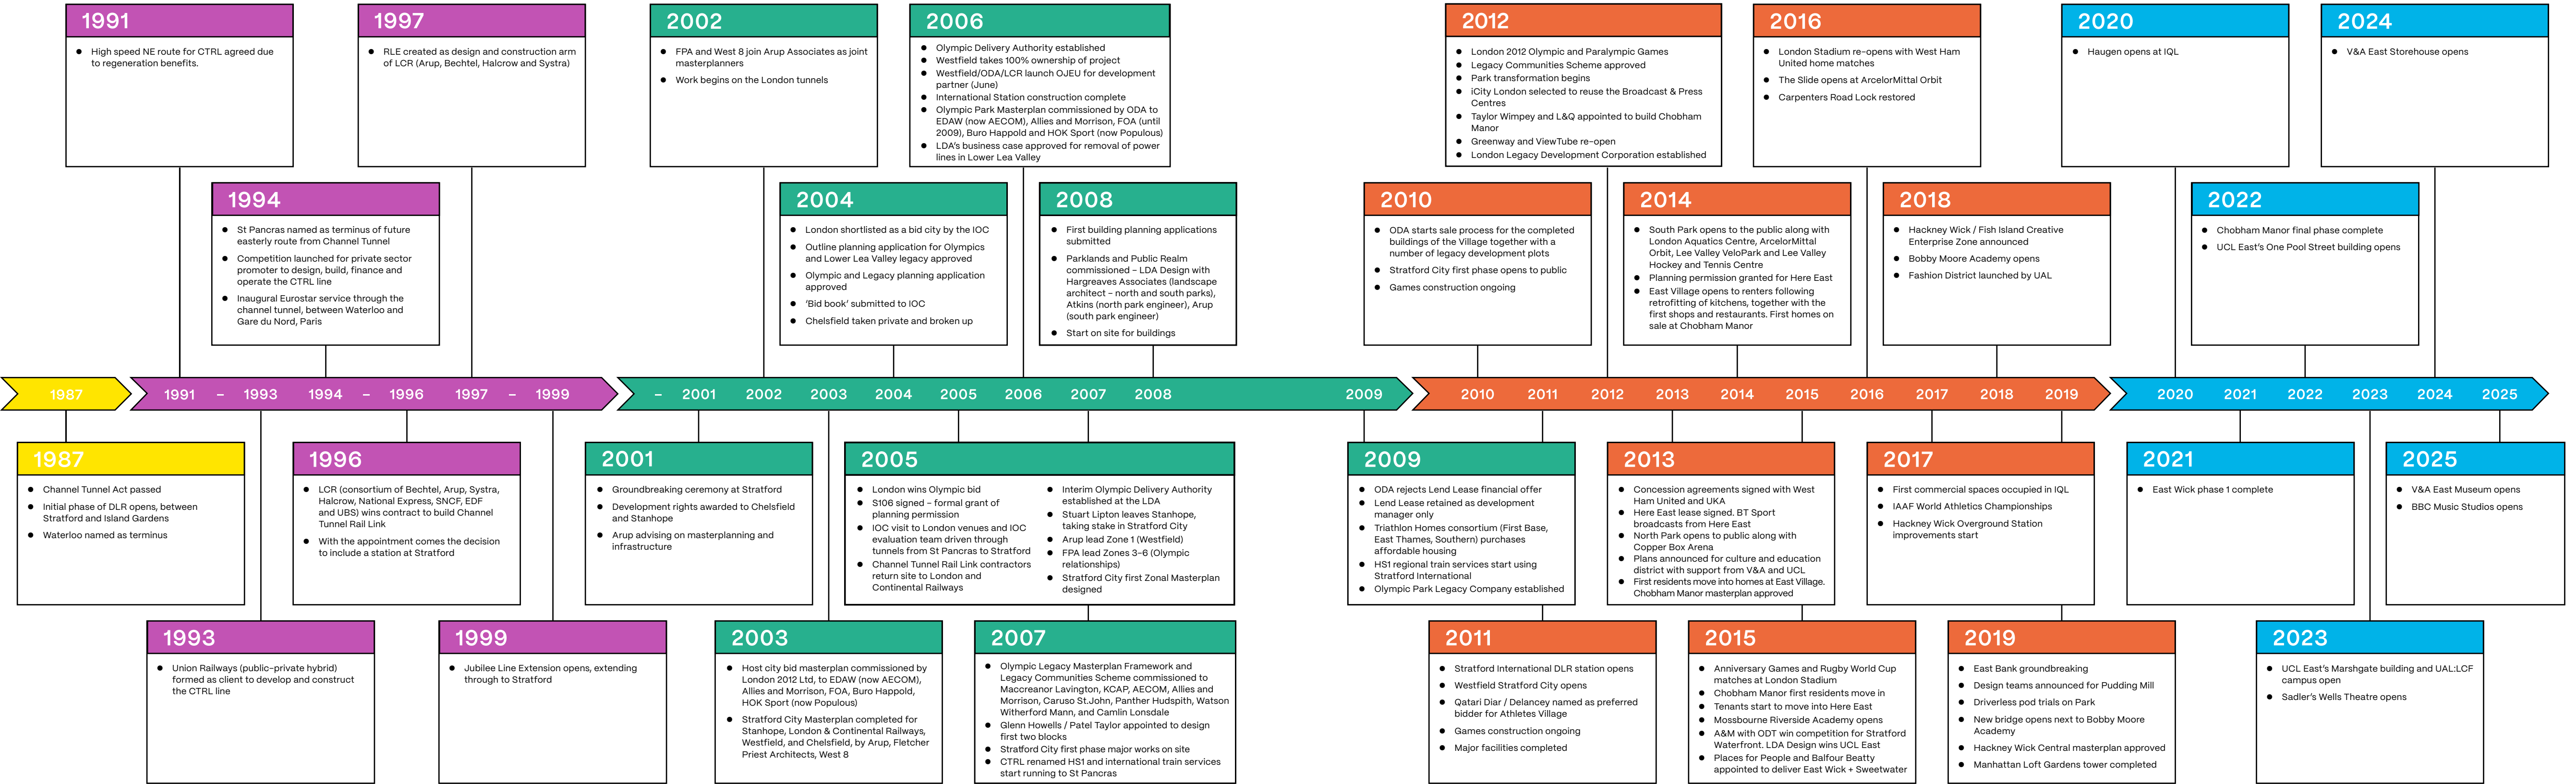 1991
● High speed NE route for CTRL agreed due
to regeneration benefits.
1997
● RLE created as design and construction arm
of LCR (Arup, Bechtel, Halcrow and Systra)
2002
● FPA and West 8 join Arup Associates as joint
masterplanners
● Work begins on the London tunnels
2006
● Olympic Delivery Authority established
● Westfield takes 100% ownership of project
● Westfield/ODA/LCR launch OJEU for development
partner (June)
● International Station construction complete
● Olympic Park Masterplan commissioned by ODA to
EDAW (now AECOM), Allies and Morrison, FOA (until
2009), Buro Happold and HOK Sport (now Populous)
● LDA's business case approved for removal of power
lines in Lower Lea Valley
2012
● London 2012 Olympic and Paralympic Games
● Legacy Communities Scheme approved
● Park transformation begins
● iCity London selected to reuse the Broadcast & Press
Centres
● Taylor Wimpey and L&Q appointed to build Chobham
Manor
● Greenway and ViewTube re-open
● London Legacy Development Corporation established
2016
● London Stadium re-opens with West Ham
United home matches
● The Slide opens at ArcelorMittal Orbit
● Carpenters Road Lock restored
2020
● Haugen opens at IQL
2024
● V&A East Storehouse opens
1994
● St Pancras named as terminus of future
easterly route from Channel Tunnel
● Competition launched for private sector
promoter to design, build, finance and
operate the CTRL line
● Inaugural Eurostar service through the
channel tunnel, between Waterloo and
Gare du Nord, Paris
2004
● London shortlisted as a bid city by the IOC
● Outline planning application for Olympics
and Lower Lea Valley legacy approved
● Olympic and Legacy planning application
approved
● 'Bid book' submitted to IOC
● Chelsfield taken private and broken up
2008
● First building planning applications
submitted
● Parklands and Public Realm
commissioned – LDA Design with
Hargreaves Associates (landscape
architect – north and south parks),
Atkins (north park engineer), Arup
(south park engineer)
● Start on site for buildings
2010
● ODA starts sale process for the completed
buildings of the Village together with a
number of legacy development plots
● Stratford City first phase opens to public
● Games construction ongoing
2014
● South Park opens to the public along with
London Aquatics Centre, ArcelorMittal
Orbit, Lee Valley VeloPark and Lee Valley
Hockey and Tennis Centre
● Planning permission granted for Here East
● East Village opens to renters following
retrofitting of kitchens, together with the
first shops and restaurants. First homes on
sale at Chobham Manor
2018
● Hackney Wick / Fish Island Creative
Enterprise Zone announced
● Bobby Moore Academy opens
● Fashion District launched by UAL
2022
● Chobham Manor final phase complete
● UCL East's One Pool Street building opens
1987 1991 – 1993 1994 – 1996 1997 – 1999 – 2001 2002 2003 2004 2005 2006 2007 2008 2009 2010 2011 2012 2013 2014 2015 2016 2017 2018 2019 2020 2021 2022 2023 2024 2025
1987
● Channel Tunnel Act passed
● Initial phase of DLR opens, between
Stratford and Island Gardens
● Waterloo named as terminus
1996
● LCR (consortium of Bechtel, Arup, Systra,
Halcrow, National Express, SNCF, EDF
and UBS) wins contract to build Channel
Tunnel Rail Link
● With the appointment comes the decision
to include a station at Stratford
2001
● Groundbreaking ceremony at Stratford
● Development rights awarded to Chelsfield
and Stanhope
● Arup advising on masterplanning and
infrastructure
2005
● London wins Olympic bid
● S106 signed – formal grant of
planning permission
● IOC visit to London venues and IOC
evaluation team driven through
tunnels from St Pancras to Stratford
● Channel Tunnel Rail Link contractors
return site to London and
Continental Railways
● Interim Olympic Delivery Authority
established at the LDA
● Stuart Lipton leaves Stanhope,
taking stake in Stratford City
● Arup lead Zone 1 (Westfield)
● FPA lead Zones 3–6 (Olympic
relationships)
● Stratford City first Zonal Masterplan
designed
2009
● ODA rejects Lend Lease financial offer
● Lend Lease retained as development
manager only
● Triathlon Homes consortium (First Base,
East Thames, Southern) purchases
affordable housing
● HS1 regional train services start using
Stratford International
● Olympic Park Legacy Company established
2013
● Concession agreements signed with West
Ham United and UKA
● Here East lease signed. BT Sport
broadcasts from Here East
● North Park opens to public along with
Copper Box Arena
● Plans announced for culture and education
district with support from V&A and UCL
● First residents move into homes at East Village.
Chobham Manor masterplan approved
2017
● First commercial spaces occupied in IQL
● IAAF World Athletics Championships
● Hackney Wick Overground Station
improvements start
2021
● East Wick phase 1 complete
2025
● V&A East Museum opens
● BBC Music Studios opens
1993
● Union Railways (public–private hybrid)
formed as client to develop and construct
the CTRL line
1999
● Jubilee Line Extension opens, extending
through to Stratford
2003
● Host city bid masterplan commissioned by
London 2012 Ltd, to EDAW (now AECOM),
Allies and Morrison, FOA, Buro Happold,
HOK Sport (now Populous)
● Stratford City Masterplan completed for
Stanhope, London & Continental Railways,
Westfield, and Chelsfield, by Arup, Fletcher
Priest Architects, West 8
2007
● Olympic Legacy Masterplan Framework and
Legacy Communities Scheme commissioned to
Maccreanor Lavington, KCAP, AECOM, Allies and
Morrison, Caruso St.John, Panther Hudspith, Watson
Witherford Mann, and Camlin Lonsdale
● Glenn Howells / Patel Taylor appointed to design
first two blocks
● Stratford City first phase major works on site
● CTRL renamed HS1 and international train services
start running to St Pancras
2011
● Stratford International DLR station opens
● Westfield Stratford City opens
● Qatari Diar / Delancey named as preferred
bidder for Athletes Village
● Games construction ongoing
● Major facilities completed
2015
● Anniversary Games and Rugby World Cup
matches at London Stadium
● Chobham Manor first residents move in
● Tenants start to move into Here East
● Mossbourne Riverside Academy opens
● A&M with ODT win competition for Stratford
Waterfront. LDA Design wins UCL East
● Places for People and Balfour Beatty
appointed to deliver East Wick + Sweetwater
2019
● East Bank groundbreaking
● Design teams announced for Pudding Mill
● Driverless pod trials on Park
● New bridge opens next to Bobby Moore
Academy
● Hackney Wick Central masterplan approved
● Manhattan Loft Gardens tower completed
2023
● UCL East's Marshgate building and UAL:LCF
campus open
● Sadler's Wells Theatre opens